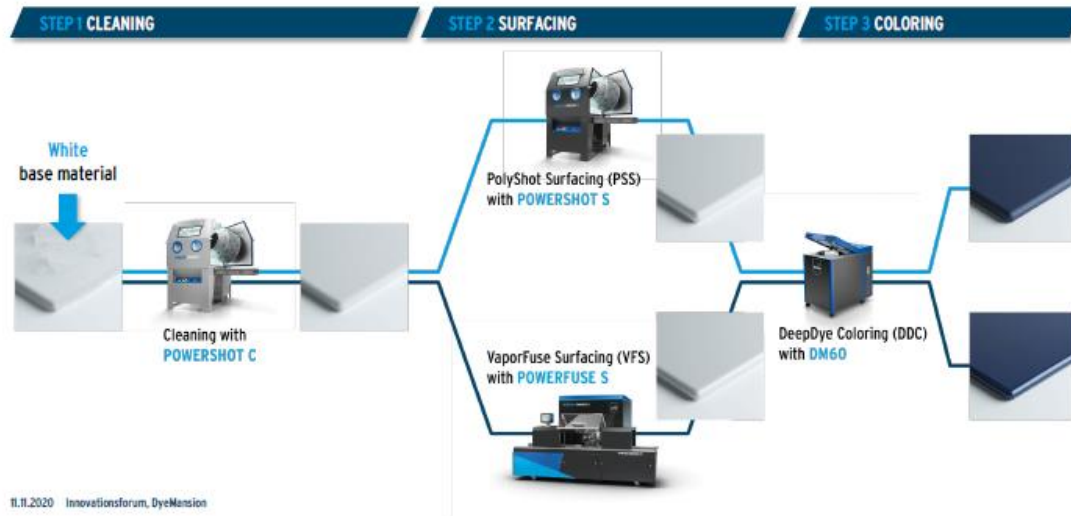 STEP 1 CLEANING
STEP 2 SURFACING
STEP 3 COLORING
White
base material
Cleaning with
POWERSHOT C
PolyShot Surfacing (PSS)
with POWERSHOT S
VaporFuse Surfacing (VFS)
with POWERFUSE S
DeepDye Coloring (DDC)
with DM60
11.11.2020 Innovationsforum, DyeMansion